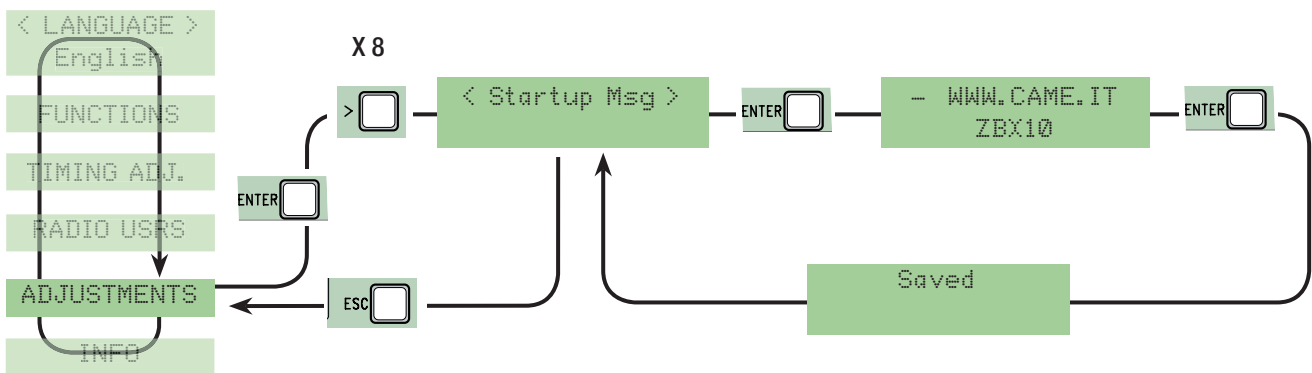 < LANGUAGE >
English
FUNCTIONS
TIMING ADJ.
RADIO USRS
ADJUSTMENTS
INFO
ENTER
X 8
>
< Startup Msg >
ENTER
- WWW.CAME.IT
ZBX10
ENTER
Saved
ESC